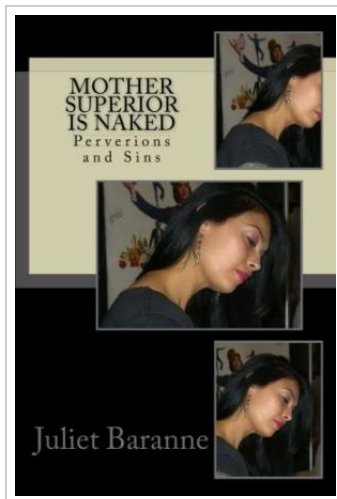 MOTHER
SUPERIOR
IS NAKED
Perverions
and Sins
Juliet Baranne